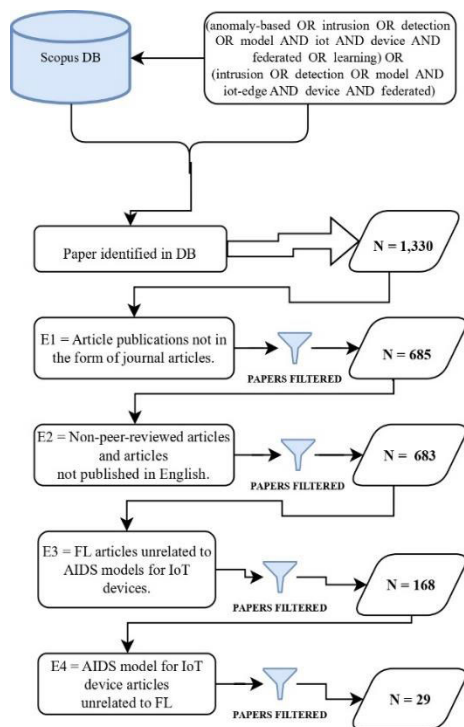 Scopus DB
(anomaly-based OR intrusion OR detection
OR model AND iot AND device AND
federated OR learning) OR
(intrusion OR detection OR model AND
iot-edge AND device AND federated)
Paper identified in DB
N = 1,330
E1 = Article publications not in
the form of journal articles.
PAPERS FILTERED
N = 685
E2 = Non-peer-reviewed articles
and articles
not published in English.
PAPERS FILTERED
N = 683
E3 = FL articles unrelated to
AIDS models for IoT
devices.
PAPERS FILTERED
N = 168
E4 = AIDS model for IoT
device articles
unrelated to FL
PAPERS FILTERED
N = 29